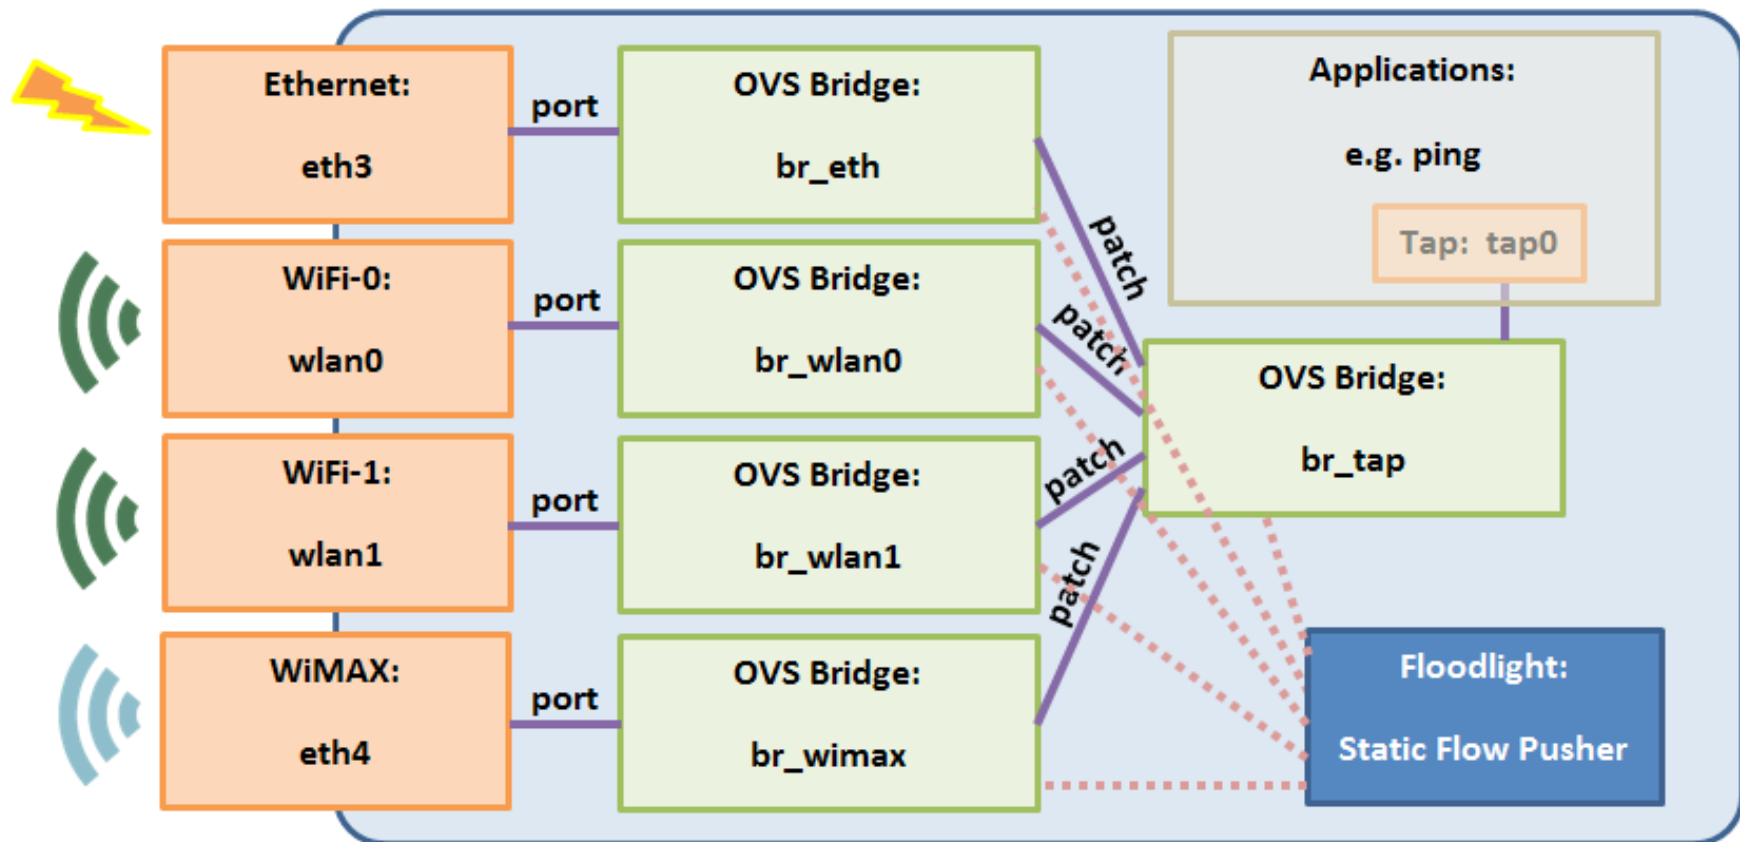 Ethernet:
eth3
port
OVS Bridge:
br_eth
Applications:
e.g. ping
Tap: tap0
patch
WiFi-0:
wlan0
port
OVS Bridge:
br_wlan0
patch
OVS Bridge:
br_tap
WiFi-1:
wlan1
port
OVS Bridge:
br_wlan1
patch
WiMAX:
eth4
port
OVS Bridge:
br_wimax
patch
Floodlight:
Static Flow Pusher